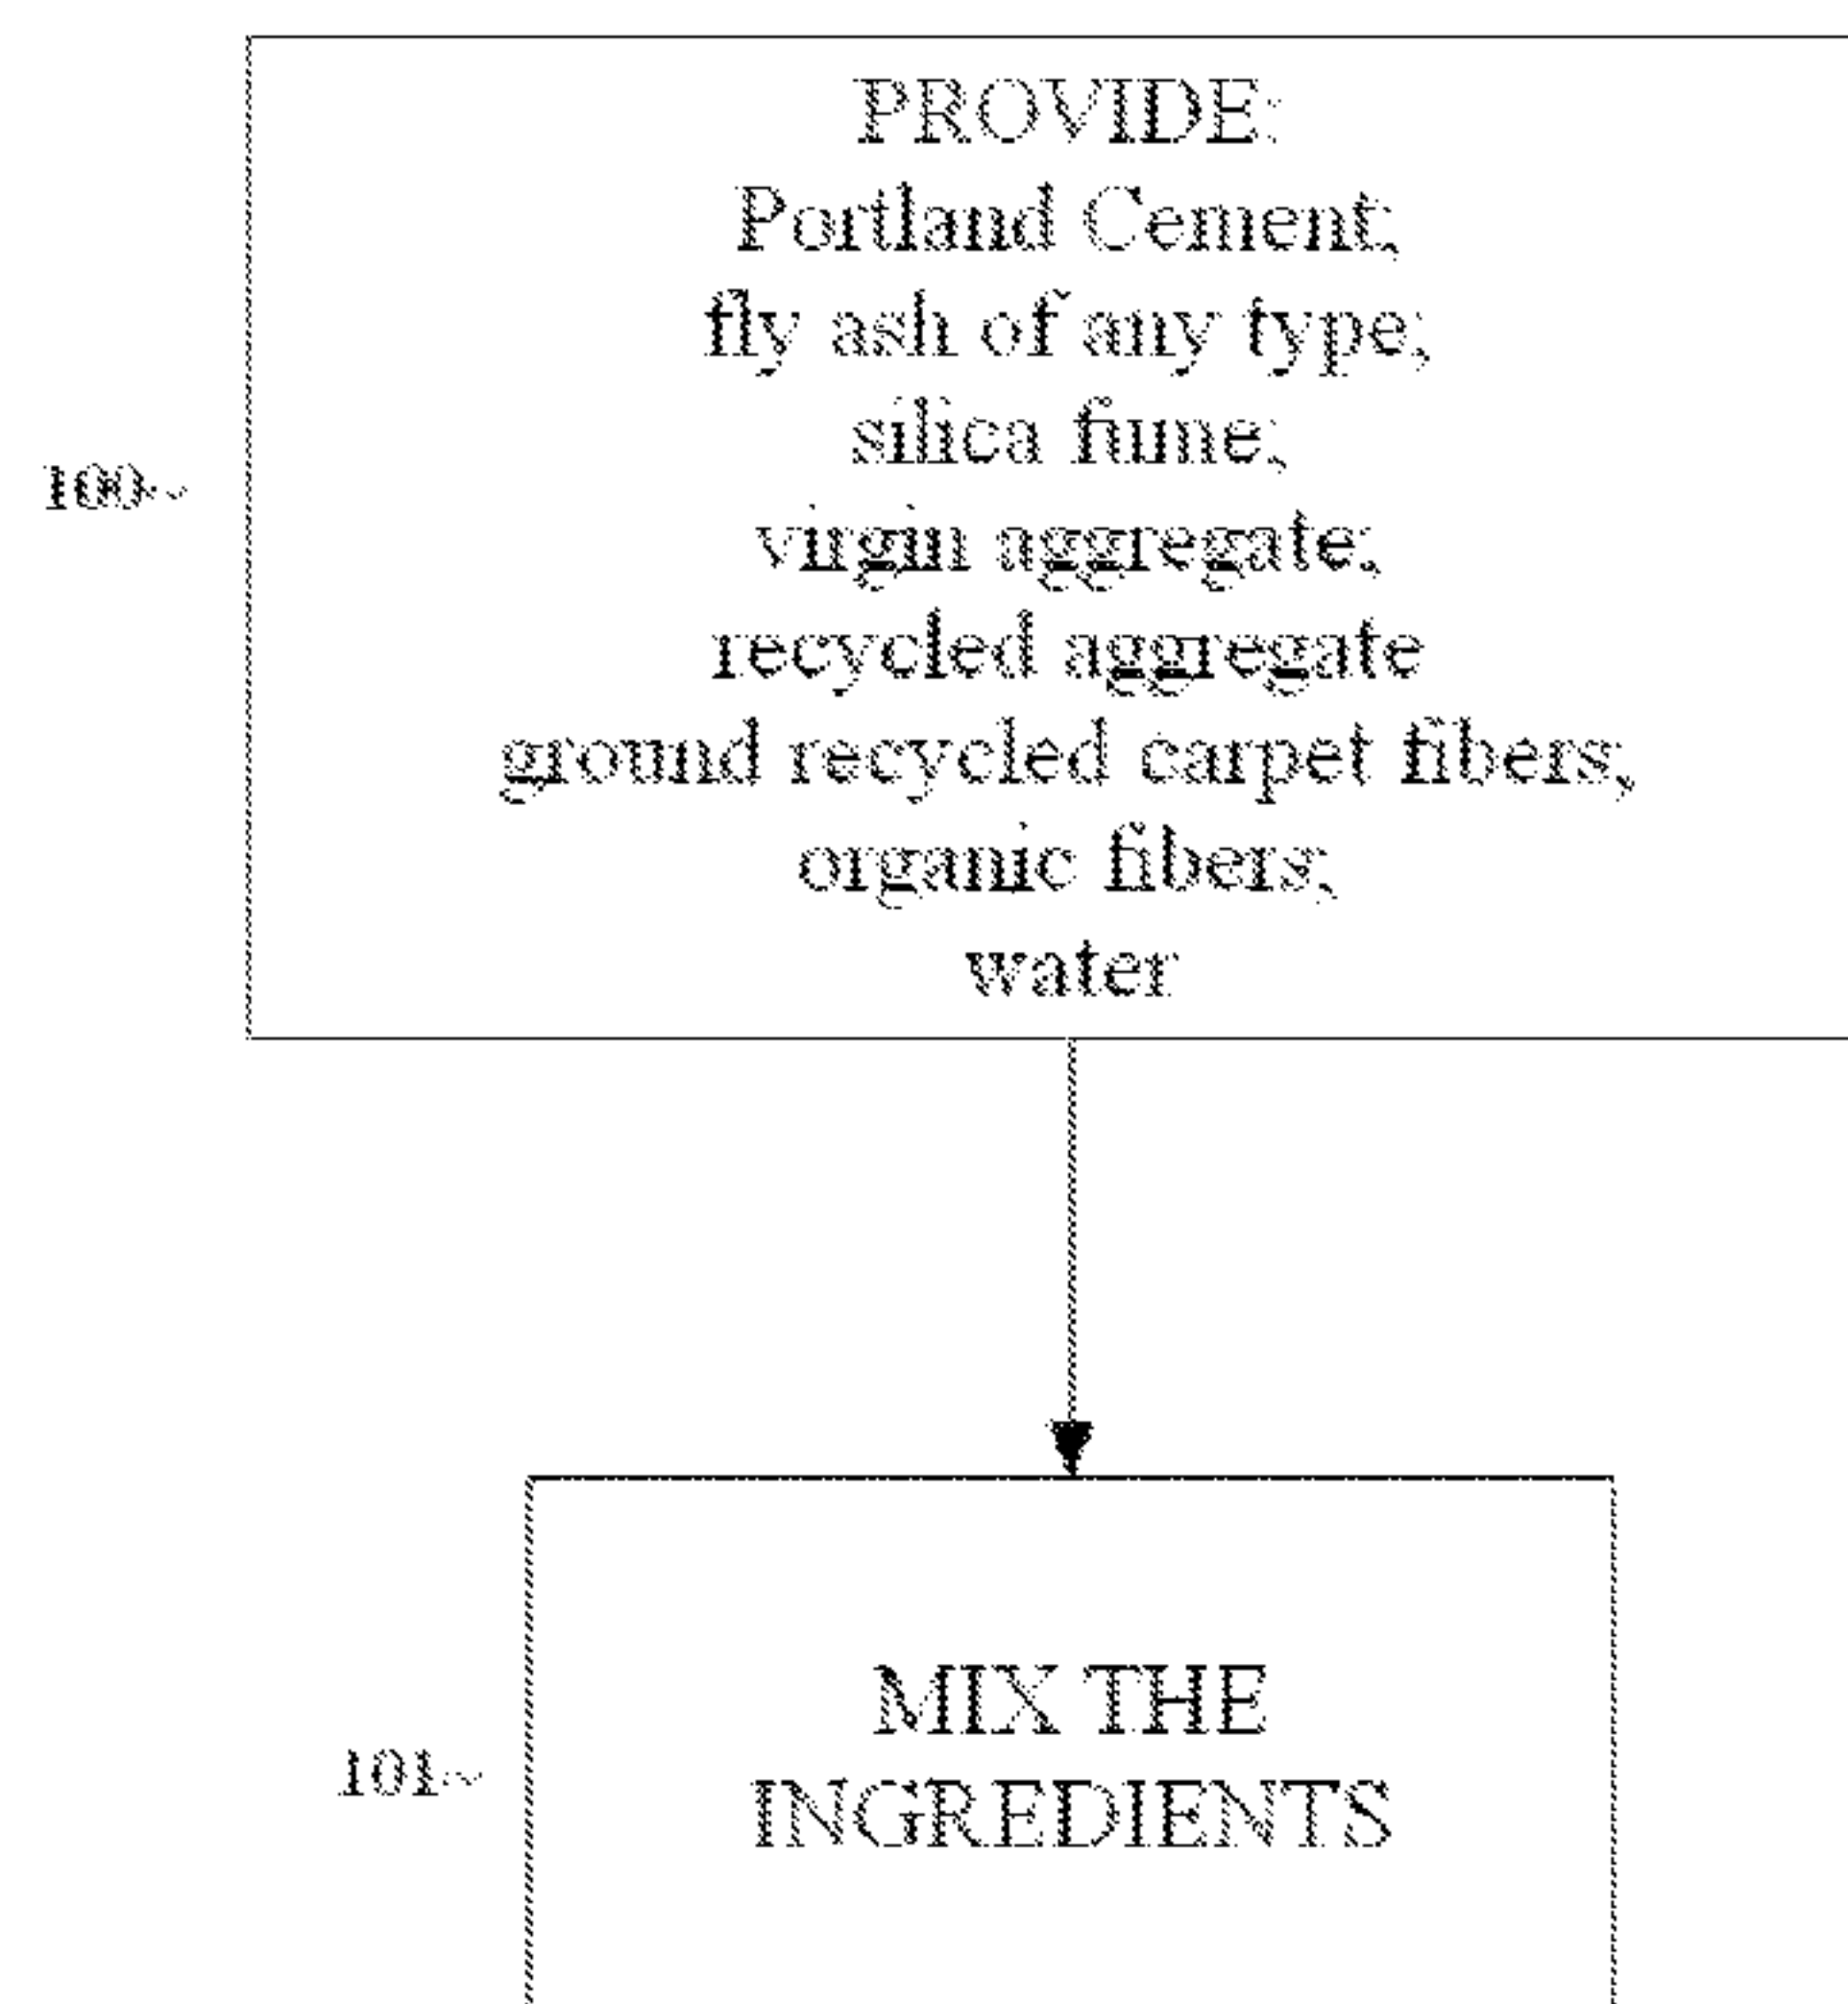 PROVIDE:
Portland Cement;
fly ash of any type;
silica fume;
100~
virgin aggregate;
recycled aggregate
ground recycled carpet fibers;
organic fibers;
water
MIX THE
101~
INGREDIENTS